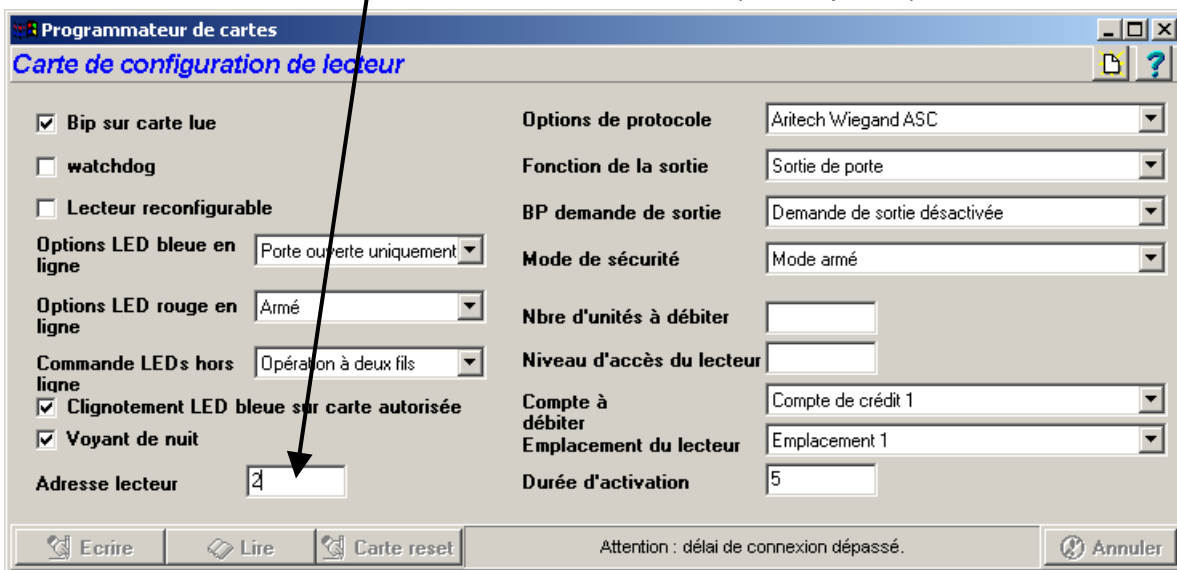 Programmateur de cartes
Carte de configuration de lecteur
Bip sur carte lue
watchdog
Lecteur reconfigurable
Options LED bleue en
ligne
Porte ouverte uniquement
Options LED rouge en
ligne
Armé
Commande LEDs hors
ligne
Opération à deux fils
Clignotement LED bleue sur carte autorisée
Voyant de nuit
Adresse lecteur
2
Options de protocole
Aritech Wiegand ASC
Fonction de la sortie
Sortie de porte
BP demande de sortie
Demande de sortie désactivée
Mode de sécurité
Mode armé
Nbre d'unités à débiter
Niveau d'accès du lecteur
Compte à
débiter
Compte de crédit 1
Emplacement du lecteur
Emplacement 1
Durée d'activation
5
Ecrire
Lire
Carte reset
Attention : délai de connexion dépassé.
Annuler